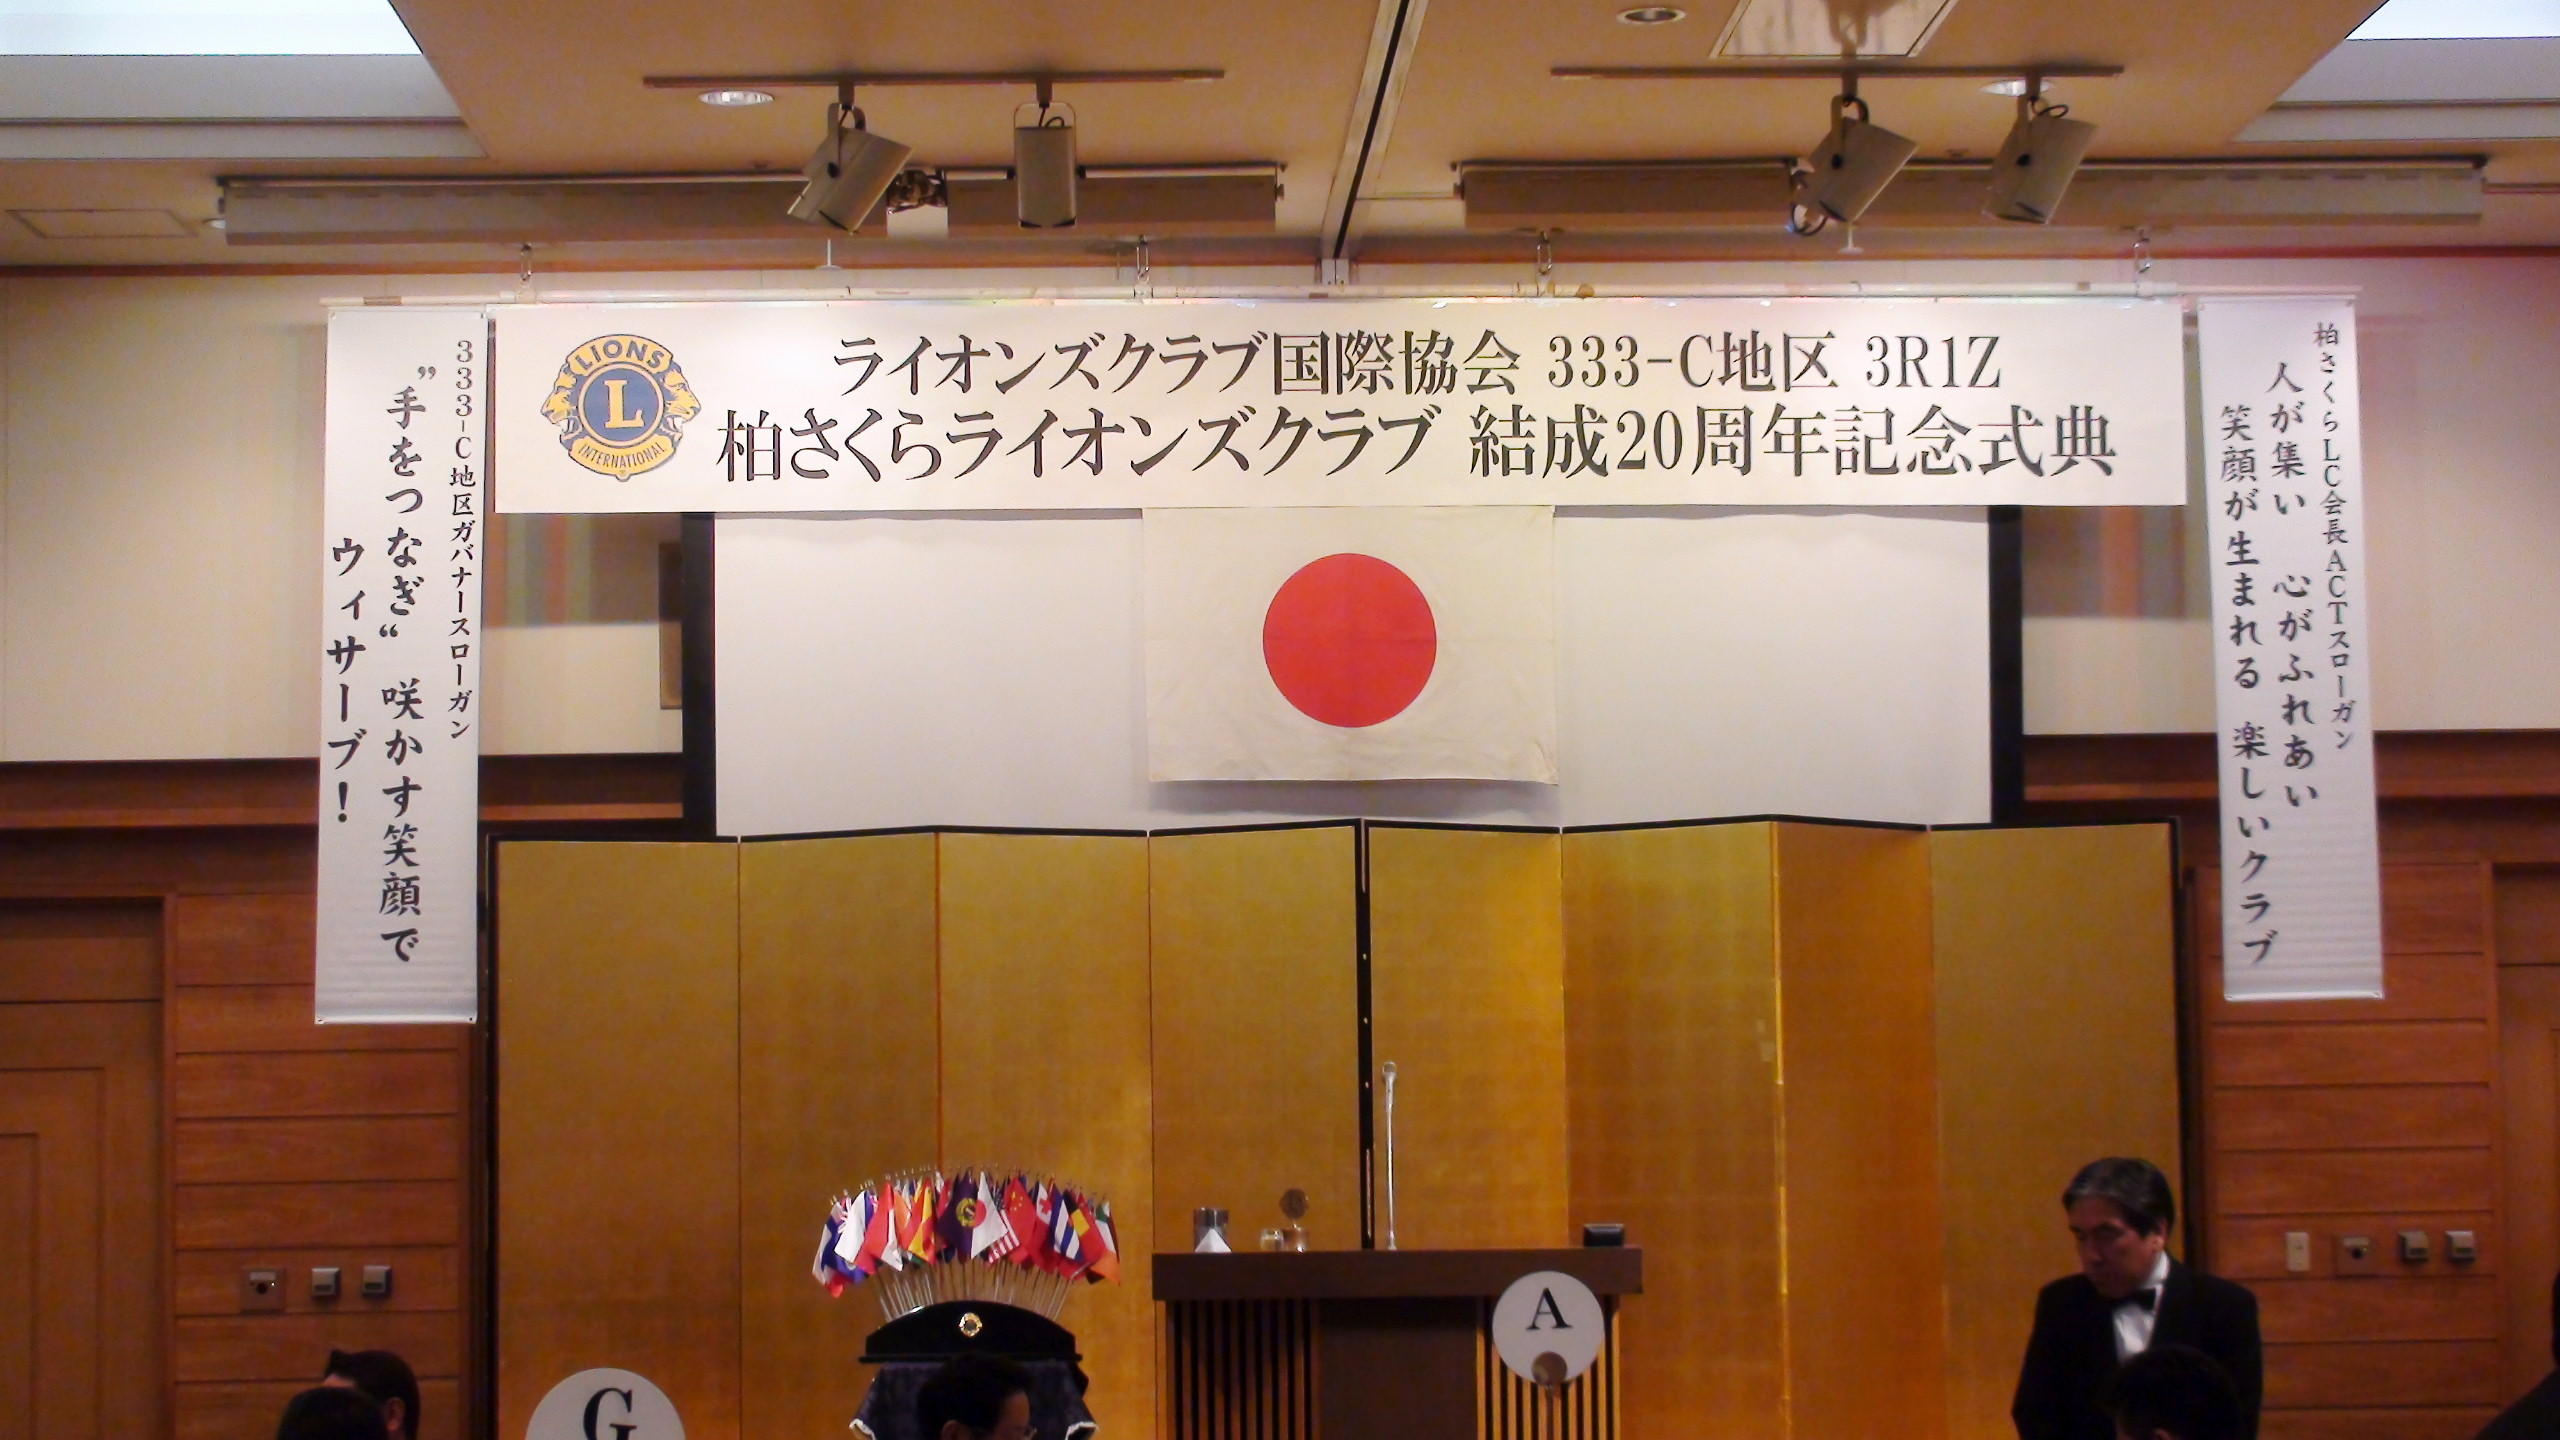 LIONS
L
INTERNATIONAL
ライオンズクラブ国際協会 333-C地区 3R1Z
柏さくらライオンズクラブ 結成20周年記念式典
333-C地区ガバナースローガン
”手をつなぎ“ 咲かす笑顔で
ウィサーブ！
柏さくらLC会長ACTスローガン
人が集い 心がふれあい
笑顔が生まれる 楽しいクラブ
A
G